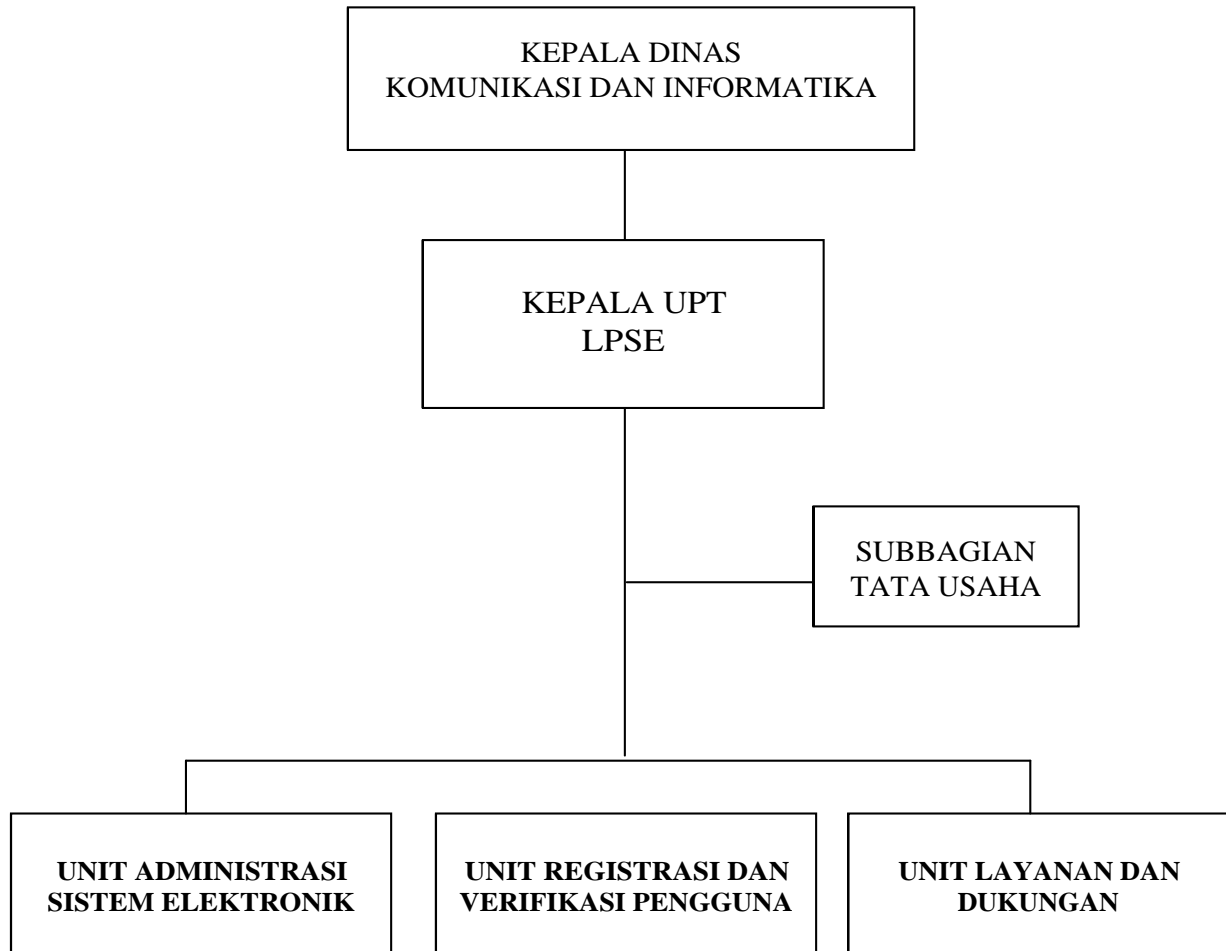 KEPALA DINAS
KOMUNIKASI DAN INFORMATIKA
KEPALA UPT
LPSE
SUBBAGIAN
TATA USAHA
UNIT ADMINISTRASI
SISTEM ELEKTRONIK
UNIT REGISTRASI DAN
VERIFIKASI PENGGUNA
UNIT LAYANAN DAN
DUKUNGAN